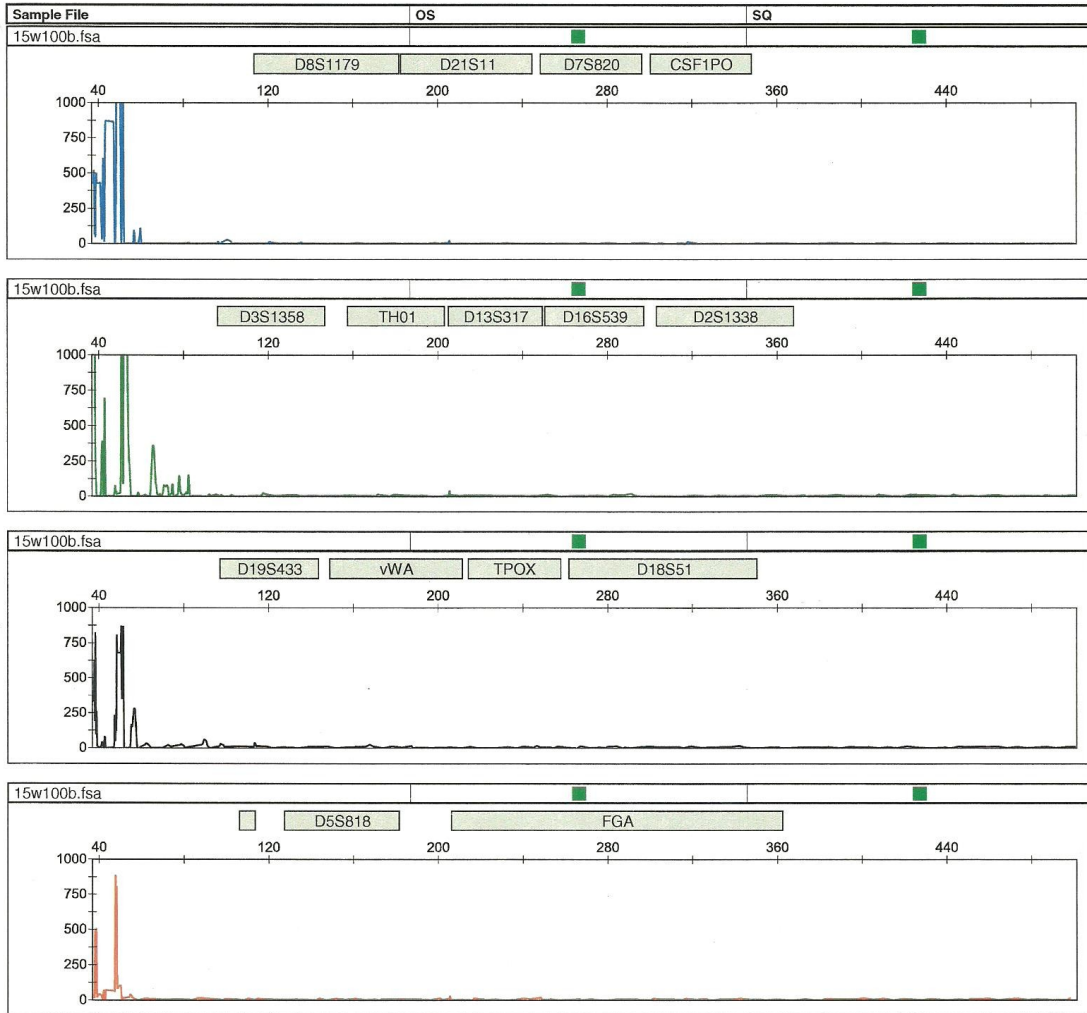 Sample File OS SQ
15w100b.fsa
D8S1179 D21S11 D7S820 CSF1PO
40 120 200 280 360 440
1000
750
500
250
0
15w100b.fsa
D3S1358 TH01 D13S317 D16S539 D2S1338
40 120 200 280 360 440
1000
750
500
250
0
15w100b.fsa
D19S433 vWA TPOX D18S51
40 120 200 280 360 440
1000
750
500
250
0
15w100b.fsa
D5S818 FGA
40 120 200 280 360 440
1000
750
500
250
0